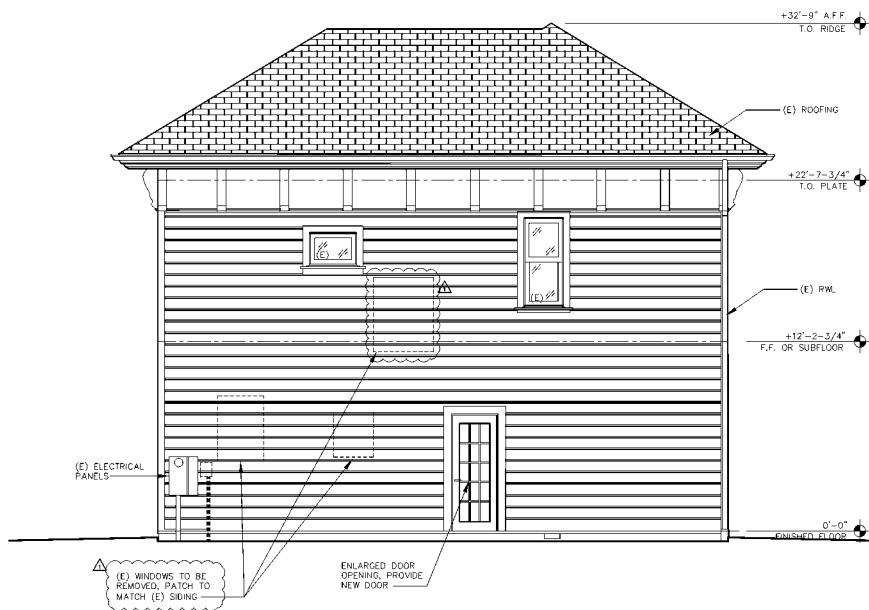 +32'-9" A.F.F.
T.O. RIDGE
(E) ROOFING
+22'-7-3/4"
T.O. PLATE
(E)
1
(E)
(E) RWL
+12'-2-3/4"
F.F. OR SUBFLOOR
(E) ELECTRICAL
PANELS
0'-0"
FINISHED FLOOR
1
(E) WINDOWS TO BE
REMOVED, PATCH TO
MATCH (E) SIDING
ENLARGED DOOR
OPENING, PROVIDE
NEW DOOR